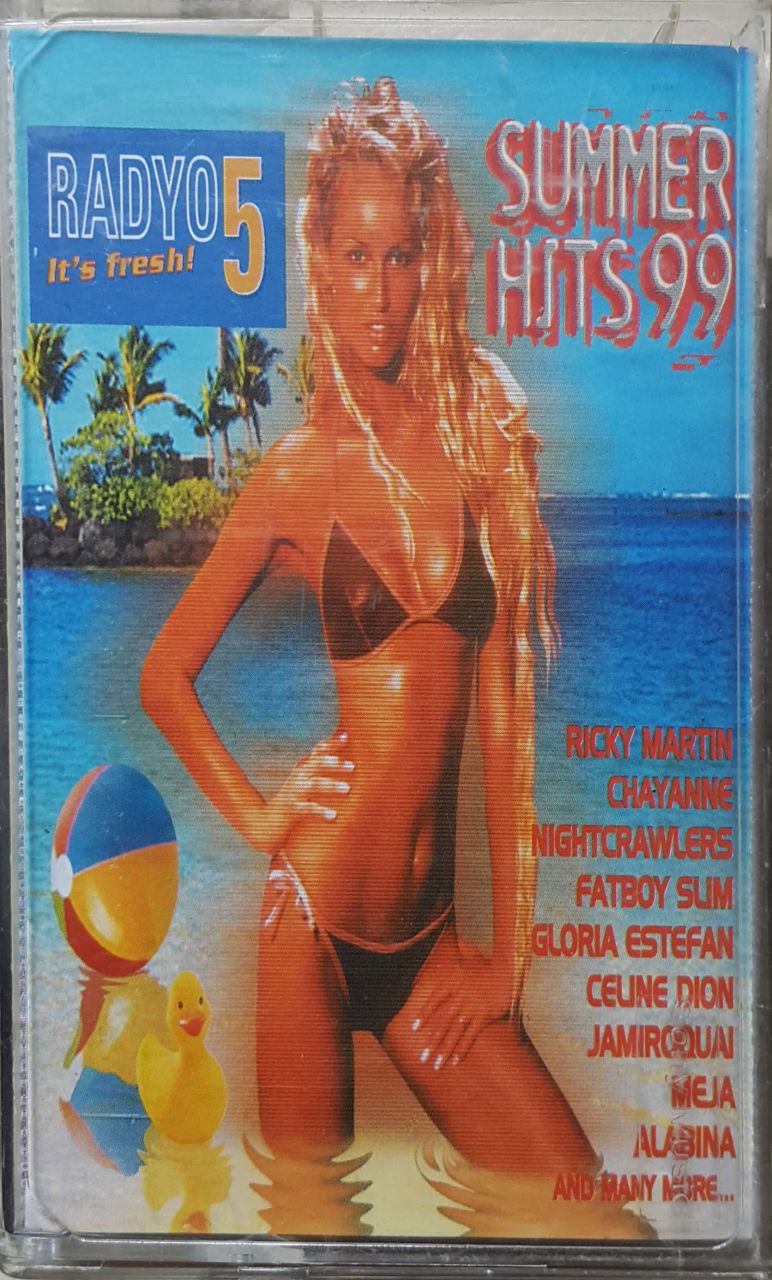 RADYO 5
It's fresh!
SUMMER
HITS 99
RICKY MARTIN
CHAYANNE
NIGHTCRAWLERS
FATBOY SLIM
GLORIA ESTEFAN
CELINE DION
JAMIROQUAI
MEJA
ALABINA
AND MANY MORE...